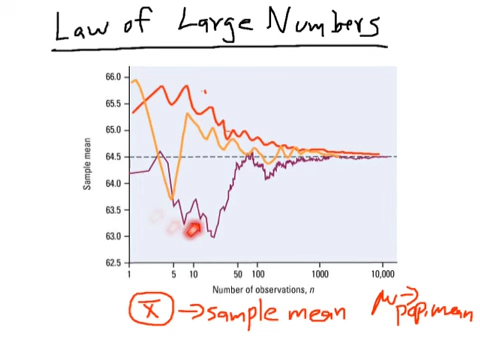 Law of Large Numbers
66.0
65.5
65.0
64.5
64.0
63.5
63.0
62.5
Sample mean
1 5 10 50 100 1000 10,000
Number of observations, n
x̄ → sample mean
μ → pop. mean